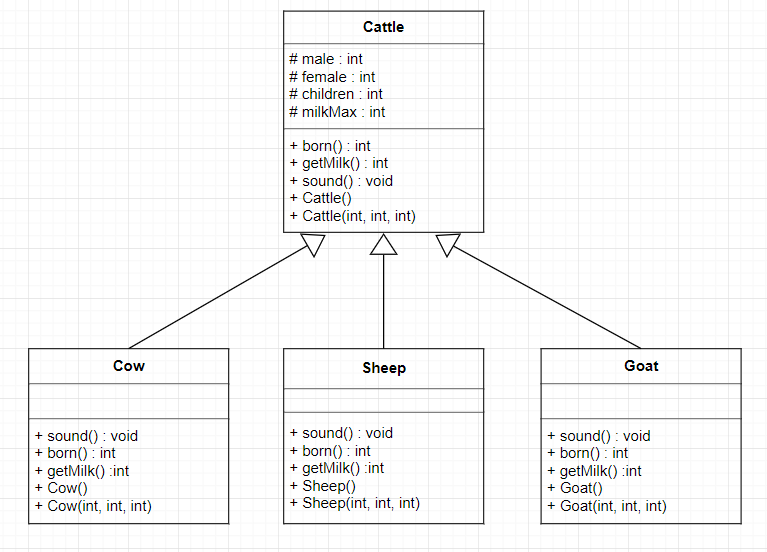 Cattle
# male : int
# female : int
# children : int
# milkMax : int
+ born() : int
+ getMilk() : int
+ sound() : void
+ Cattle()
+ Cattle(int, int, int)
Cow
+ sound() : void
+ born() : int
+ getMilk() :int
+ Cow()
+ Cow(int, int, int)
Sheep
+ sound() : void
+ born() : int
+ getMilk() :int
+ Sheep()
+ Sheep(int, int, int)
Goat
+ sound() : void
+ born() : int
+ getMilk() :int
+ Goat()
+ Goat(int, int, int)